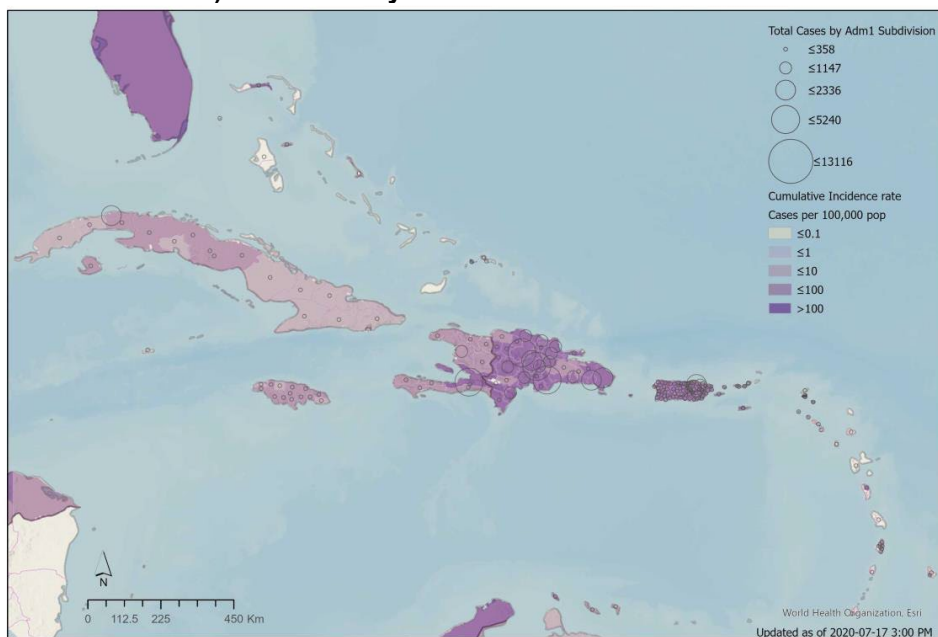 Total Cases by Adm1 Subdivision
≤358
≤1147
≤2336
≤5240
≤13116
Cumulative Incidence rate
Cases per 100,000 pop
≤0.1
≤1
≤10
≤100
>100
N
0 112.5 225 450 Km
World Health Organization, Esri
Updated as of 2020-07-17 3:00 PM